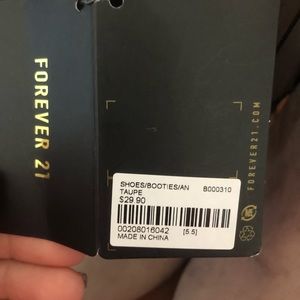 FOREVER 21
FOREVER21.COM
SHOES/BOOTIES/AN B000310
TAUPE
$29.90
00208016042 [5.5]
MADE IN CHINA